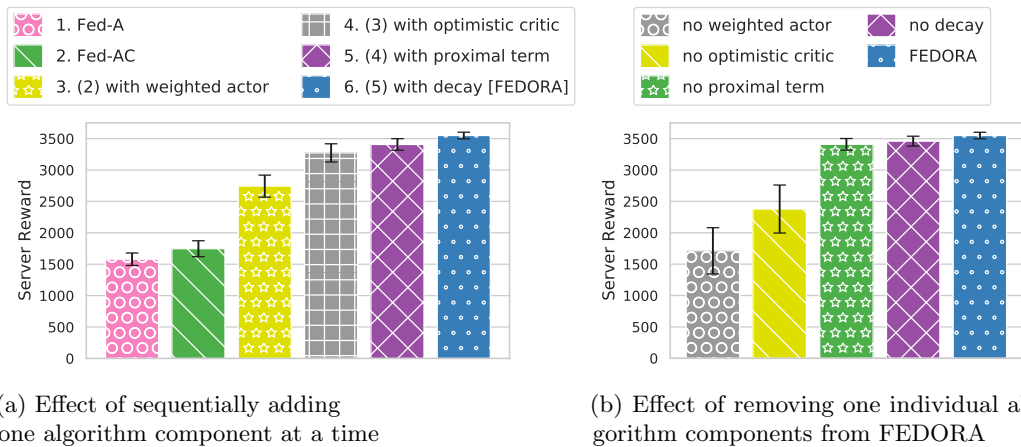 1. Fed-A
2. Fed-AC
3. (2) with weighted actor
4. (3) with optimistic critic
5. (4) with proximal term
6. (5) with decay [FEDORA]
Server Reward
3500
3000
2500
2000
1500
1000
500
0
(a) Effect of sequentially adding
one algorithm component at a time
no weighted actor
no optimistic critic
no proximal term
no decay
FEDORA
Server Reward
3500
3000
2500
2000
1500
1000
500
0
(b) Effect of removing one individual al
gorithm components from FEDORA